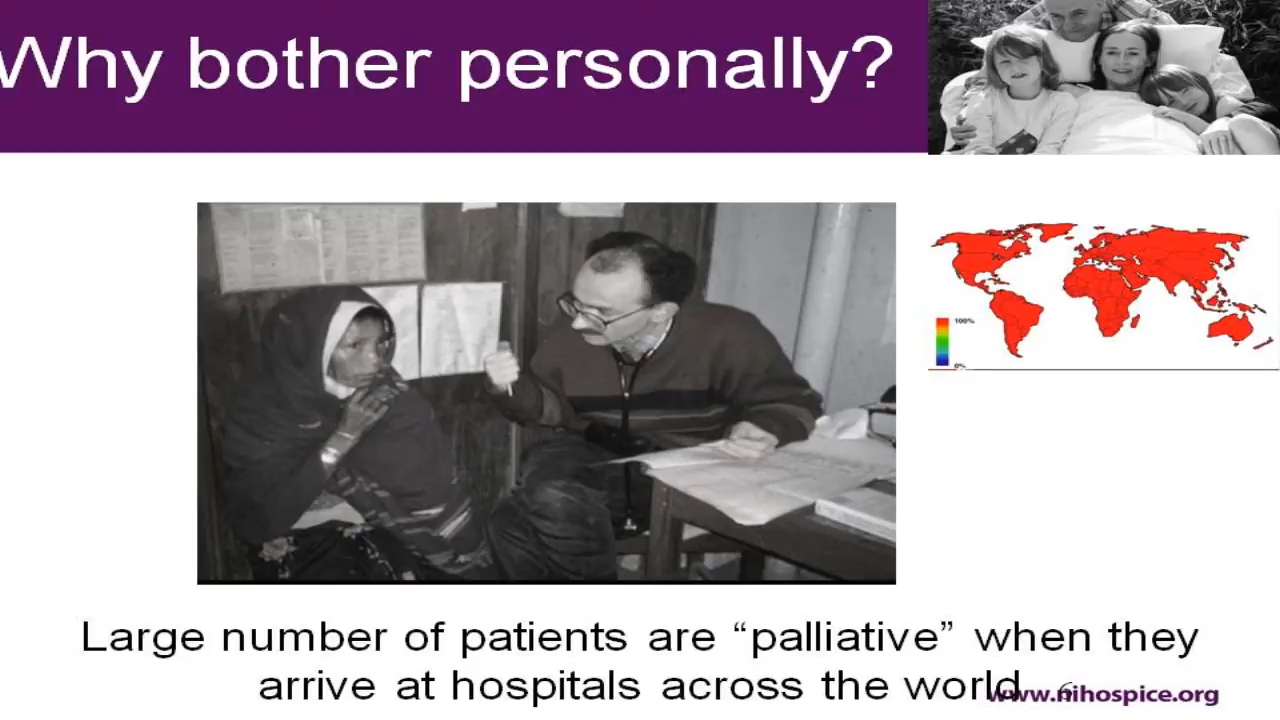 Why bother personally?
100%
0%
Large number of patients are “palliative” when they
arrive at hospitals across the world
www.nihospice.org
6